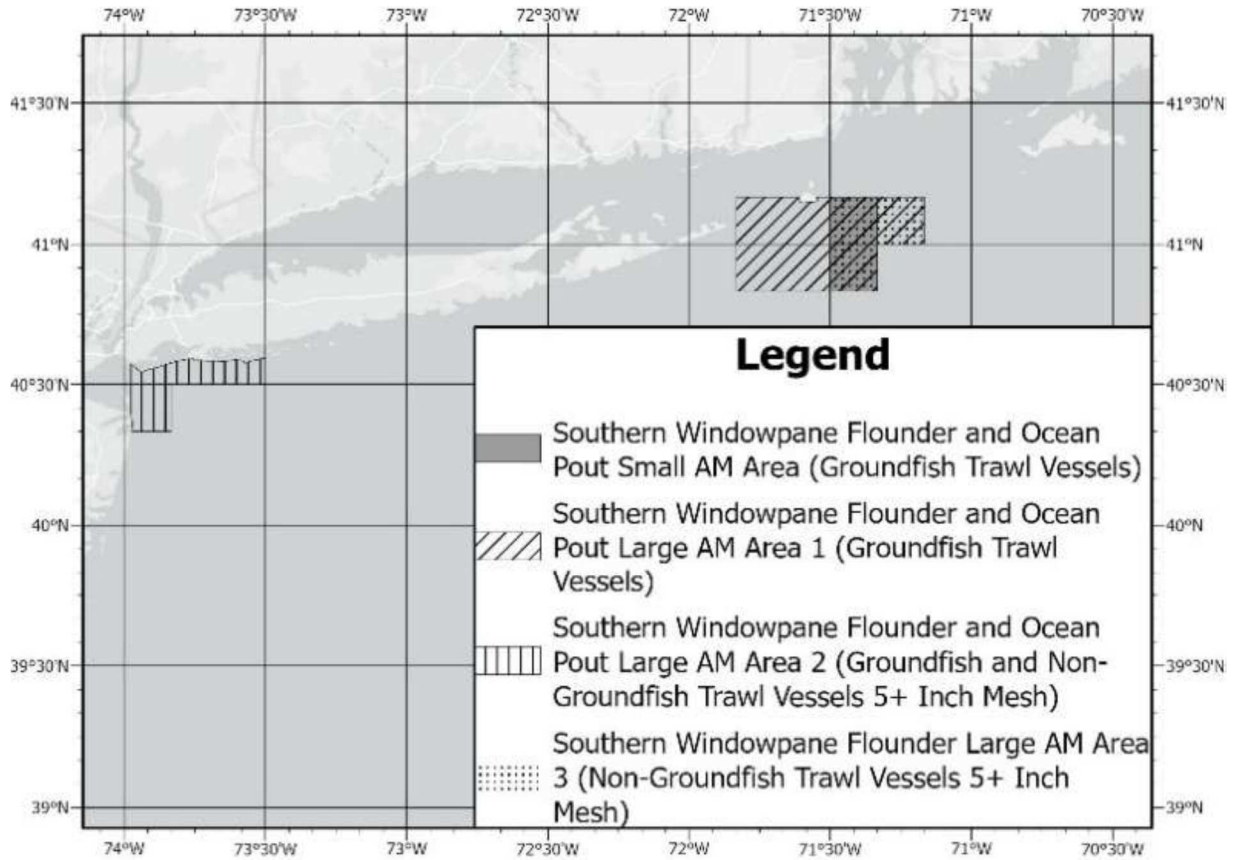 74°W 73°30'W 73°W 72°30'W 72°W 71°30'W 71°W 70°30'W
41°30'N 41°30'N
41°N 41°N
40°30'N 40°30'N
Legend
Southern Windowpane Flounder and Ocean
Pout Small AM Area (Groundfish Trawl Vessels)
40°N 40°N
Southern Windowpane Flounder and Ocean
Pout Large AM Area 1 (Groundfish Trawl
Vessels)
Southern Windowpane Flounder and Ocean
39°30'N Pout Large AM Area 2 (Groundfish and Non- 39°30'N
Groundfish Trawl Vessels 5+ Inch Mesh)
Southern Windowpane Flounder Large AM Area
3 (Non-Groundfish Trawl Vessels 5+ Inch
39°N Mesh) 39°N
74°W 73°30'W 73°W 72°30'W 72°W 71°30'W 71°W 70°30'W